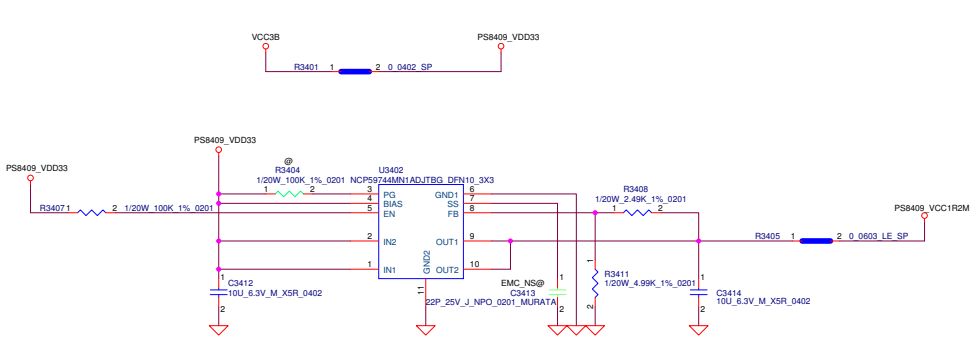 VCC3B
PS8409_VDD33
R3401 1 2 0_0402_SP
PS8409_VDD33
PS8409_VDD33
@
R3404
1/20W_100K_1%_0201
1 2
R3407 1 2 1/20W_100K_1%_0201
U3402
NCP59744MN1ADJTBG_DFN10_3X3
3 PG
4 BIAS
5 EN
2 IN2
1 IN1
GND1 6
SS 7
FB 8
OUT1 9
OUT2 10
GND2
11
1
C3412
10U_6.3V_M_X5R_0402
2
EMC_NS@
1
C3413
22P_25V_J_NPO_0201_MURATA
2
R3408
1/20W_2.49K_1%_0201
1 2
1
R3411
1/20W_4.99K_1%_0201
2
1
C3414
10U_6.3V_M_X5R_0402
2
PS8409_VCC1R2M
R3405 1 2 0_0603_LE_SP